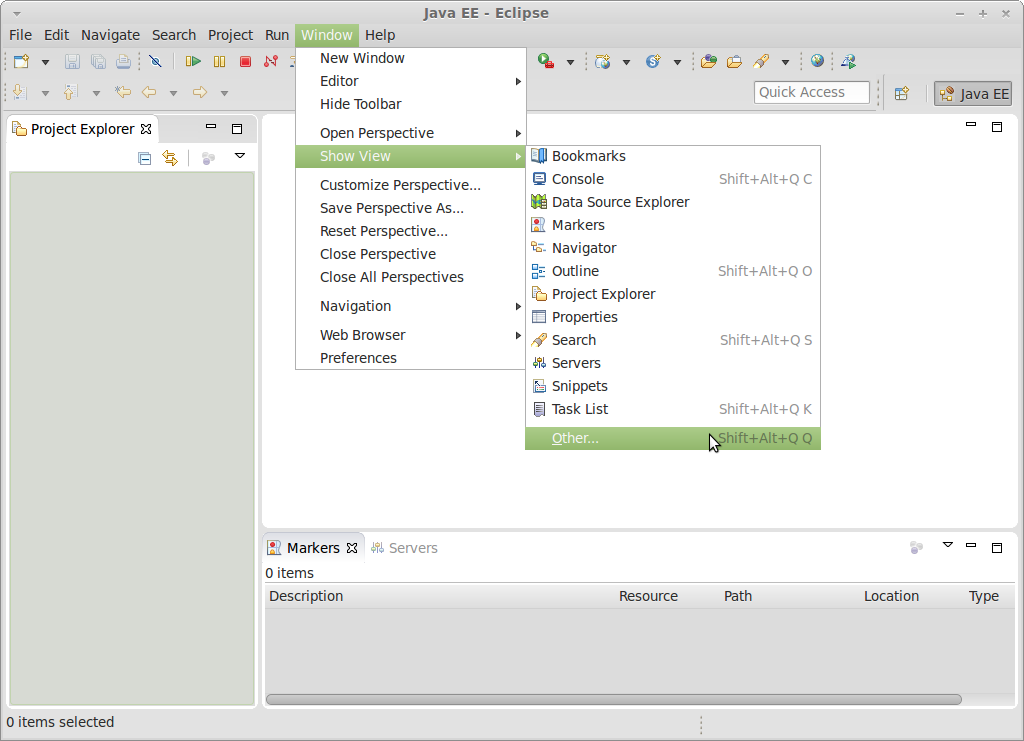 Java EE - Eclipse
File Edit Navigate Search Project Run Window Help
New Window
Editor
Hide Toolbar
Open Perspective
Show View
Customize Perspective...
Save Perspective As...
Reset Perspective...
Close Perspective
Close All Perspectives
Navigation
Web Browser
Preferences
Quick Access
Java EE
Project Explorer
Bookmarks
Console Shift+Alt+Q C
Data Source Explorer
Markers
Navigator
Outline Shift+Alt+Q O
Project Explorer
Properties
Search Shift+Alt+Q S
Servers
Snippets
Task List Shift+Alt+Q K
Other... Shift+Alt+Q Q
Markers Servers
0 items
Description Resource Path Location Type
0 items selected